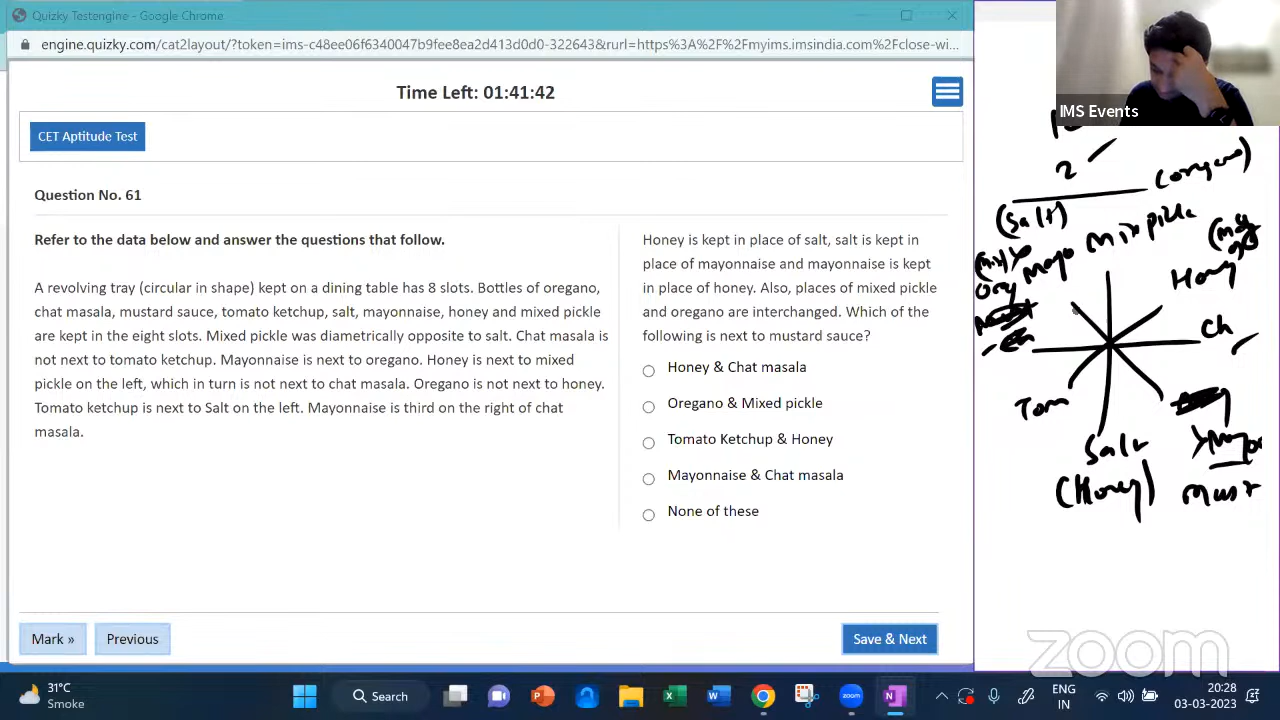 Quizky Testengine - Google Chrome
engine.quizky.com/cat2layout/?token=ims-c48ee06f6340047b9fee8ea2d413d0d0-322643&rurl=https%3A%2F%2Fmyims.imsindia.com%2Fclose-wi...
Time Left: 01:41:42
CET Aptitude Test
Question No. 61
Refer to the data below and answer the questions that follow.
A revolving tray (circular in shape) kept on a dining table has 8 slots. Bottles of oregano,
chat masala, mustard sauce, tomato ketchup, salt, mayonnaise, honey and mixed pickle
are kept in the eight slots. Mixed pickle was diametrically opposite to salt. Chat masala is
not next to tomato ketchup. Mayonnaise is next to oregano. Honey is next to mixed
pickle on the left, which in turn is not next to chat masala. Oregano is not next to honey.
Tomato ketchup is next to Salt on the left. Mayonnaise is third on the right of chat
masala.
Honey is kept in place of salt, salt is kept in
place of mayonnaise and mayonnaise is kept
in place of honey. Also, places of mixed pickle
and oregano are interchanged. Which of the
following is next to mustard sauce?
Honey & Chat masala
Oregano & Mixed pickle
Tomato Ketchup & Honey
Mayonnaise & Chat masala
None of these
Mark »
Previous
Save & Next
IMS Events
2
(oregano)
(Salt)
Mayo
Mix pickle
Honey
Ch
Tom
Salt
(Honey)
must
zoom
31°C
Smoke
Search
ENG
IN
20:28
03-03-2023